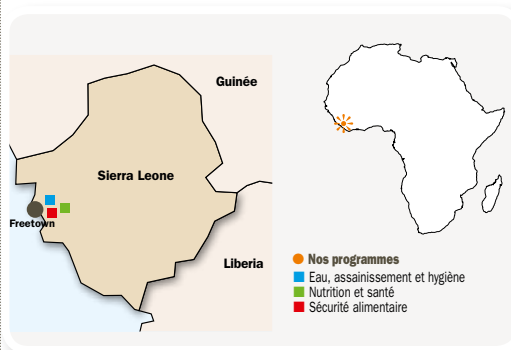 Guinée
Sierra Leone
Freetown
Liberia
Nos programmes
Eau, assainissement et hygiène
Nutrition et santé
Sécurité alimentaire